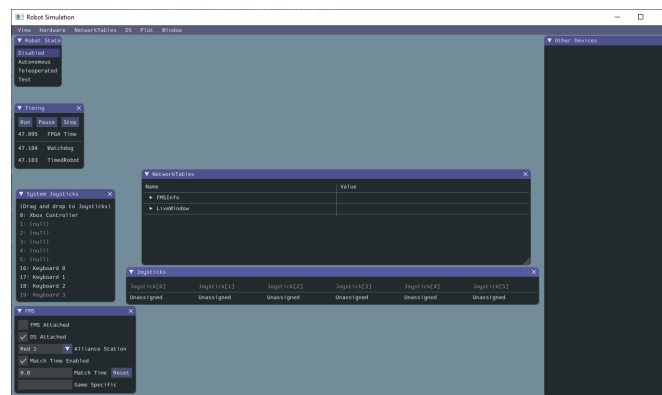 Robot Simulation
View Hardware NetworkTables DS Plot Window
Robot State
Disabled
Autonomous
Teleoperated
Test
Other Devices
Timing
Run Pause Step
47.095 FPGA Time
47.104 Watchdog
47.103 TimedRobot
NetworkTables
Name Value
FMSInfo
LiveWindow
System Joysticks
(Drag and drop to Joysticks)
0: Xbox Controller
1: (null)
2: (null)
3: (null)
4: (null)
5: (null)
16: Keyboard 0
17: Keyboard 1
18: Keyboard 2
19: Keyboard 3
Joysticks
Joystick[0] Joystick[1] Joystick[2] Joystick[3] Joystick[4] Joystick[5]
Unassigned Unassigned Unassigned Unassigned Unassigned Unassigned
FMS
FMS Attached
DS Attached
Red 1 Alliance Station
Match Time Enabled
0.0 Match Time Reset
Game Specific